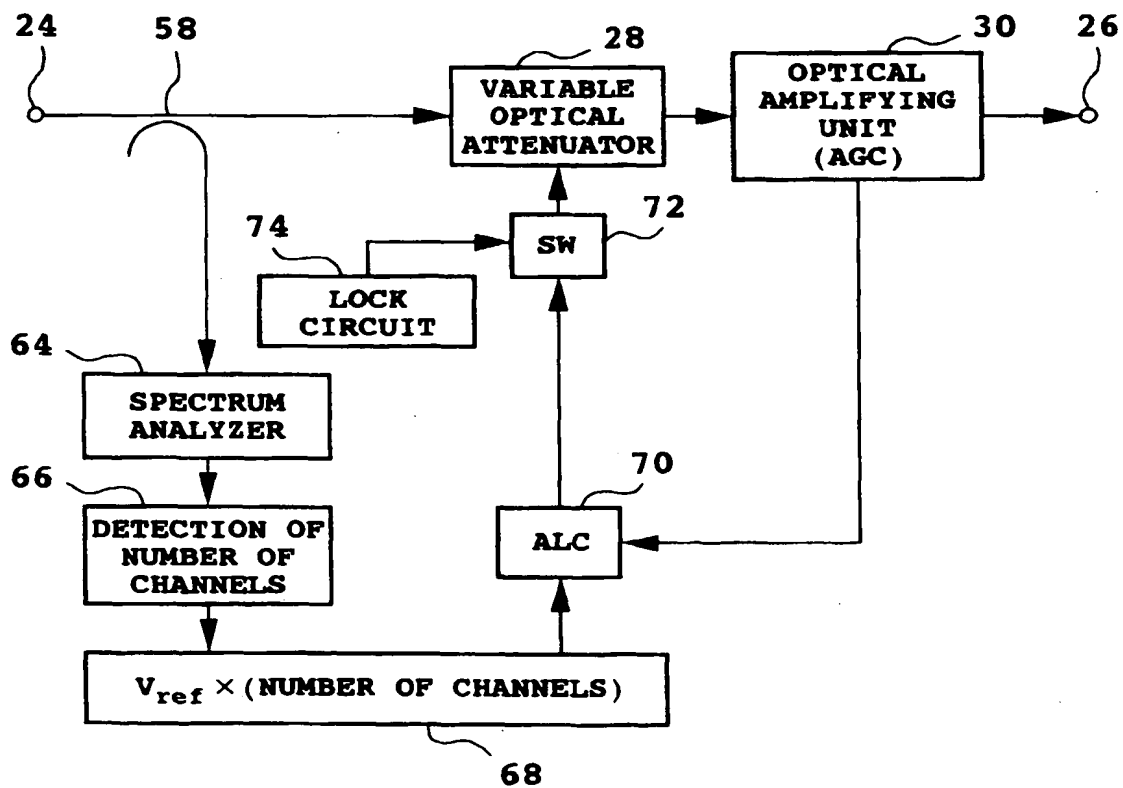 24
58
28
30
26
VARIABLE
OPTICAL
ATTENUATOR
OPTICAL
AMPLIFYING
UNIT
(AGC)
74
SW
72
LOCK
CIRCUIT
64
SPECTRUM
ANALYZER
66
DETECTION OF
NUMBER OF
CHANNELS
70
ALC
Vref × (NUMBER OF CHANNELS)
68